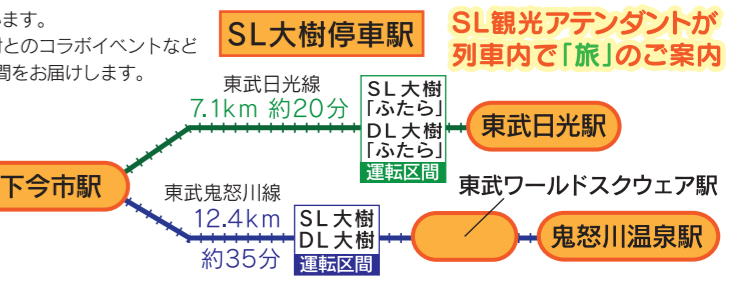 います。
村とのコラボイベントなど
間をお届けします。
SL大樹停車駅
SL観光アテンダントが
列車内で「旅」のご案内
東武日光線
7.1km 約20分
SL大樹
「ふたら」
DL大樹
「ふたら」
運転区間
東武日光駅
下今市駅
東武鬼怒川線
12.4km
約35分
SL大樹
DL大樹
運転区間
東武ワールドスクウェア駅
鬼怒川温泉駅